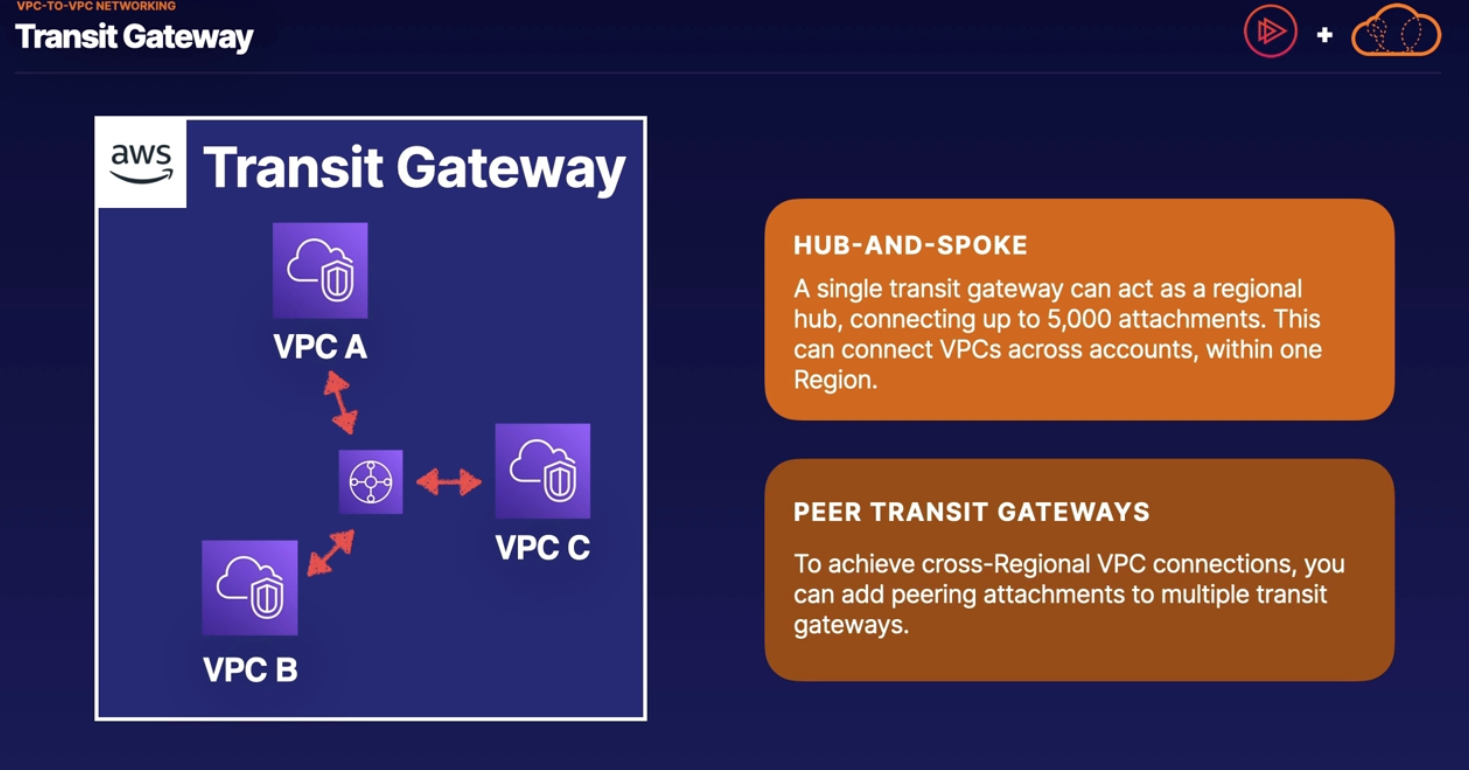 VPC-TO-VPC NETWORKING
Transit Gateway
+
aws
Transit Gateway
VPC A
VPC C
VPC B
HUB-AND-SPOKE
A single transit gateway can act as a regional
hub, connecting up to 5,000 attachments. This
can connect VPCs across accounts, within one
Region.
PEER TRANSIT GATEWAYS
To achieve cross-Regional VPC connections, you
can add peering attachments to multiple transit
gateways.